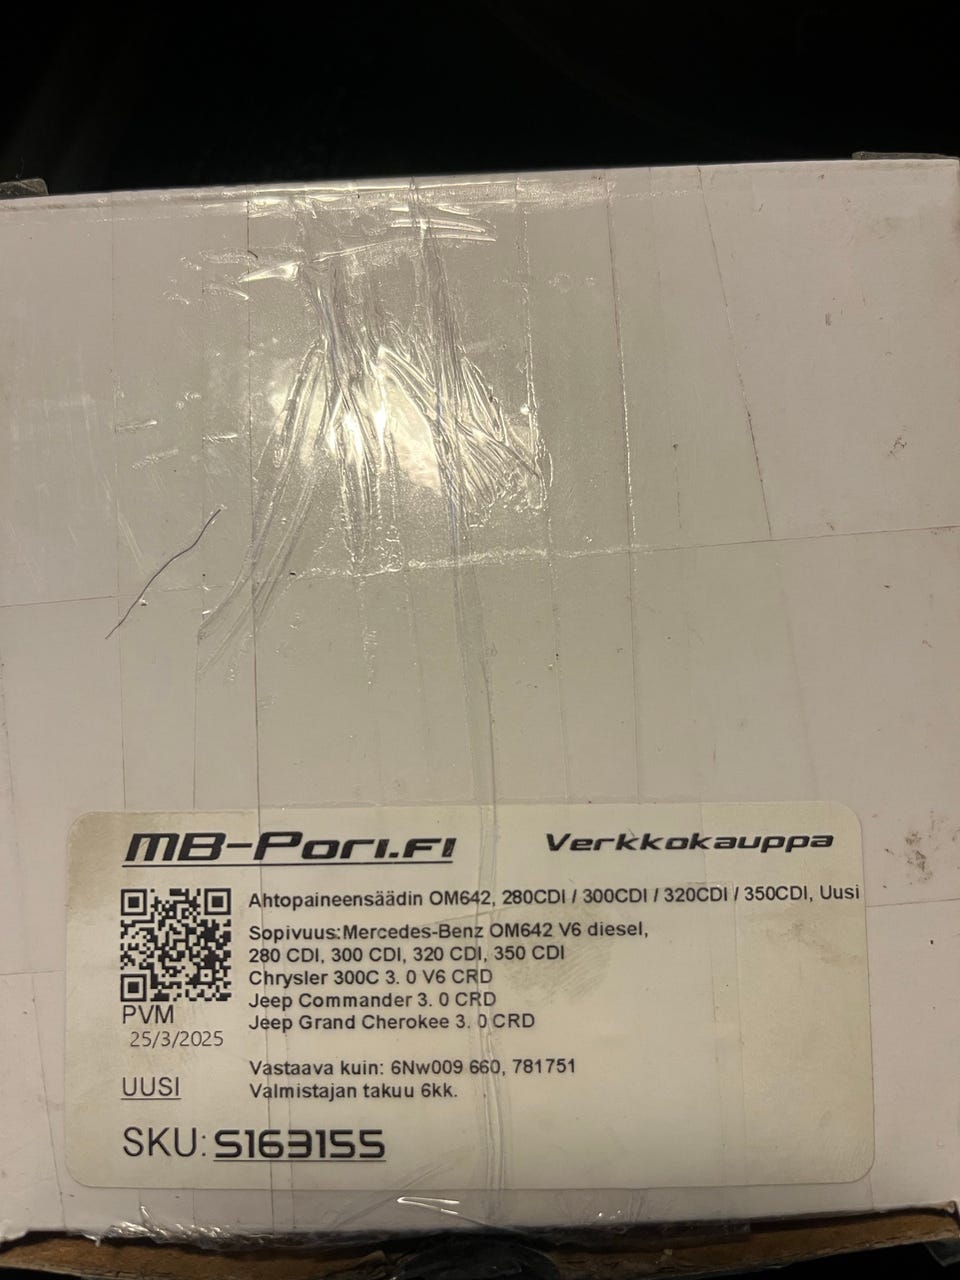 MB-Pori.fi Verkkokauppa
Ahtopaineensäädin OM642, 280CDI / 300CDI / 320CDI / 350CDI, Uusi
Sopivuus:Mercedes-Benz OM642 V6 diesel,
280 CDI, 300 CDI, 320 CDI, 350 CDI
Chrysler 300C 3. 0 V6 CRD
Jeep Commander 3. 0 CRD
PVM
Jeep Grand Cherokee 3. 0 CRD
25/3/2025
Vastaava kuin: 6Nw009 660, 781751
UUSI
Valmistajan takuu 6kk.
SKU: S163155